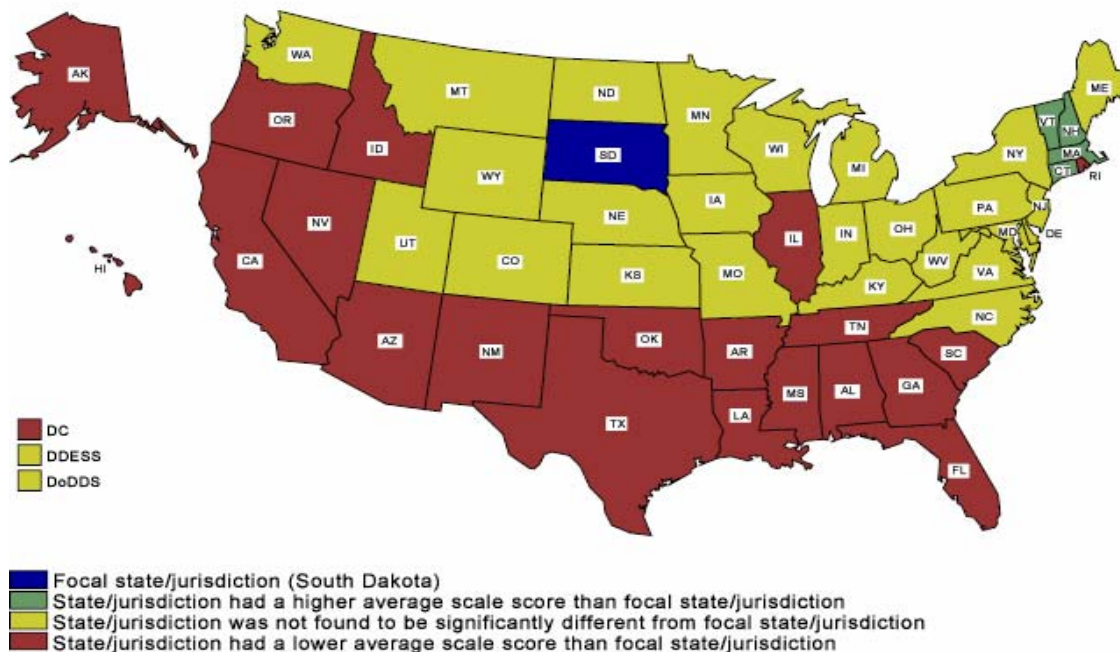 WA
AK
MT
ND
ME
MN
OR
VT
NH
ID
SD
WI
NY
MA
WY
MI
CT
RI
IA
PA
NJ
NE
NV
OH
IL
IN
MD
DE
UT
CA
CO
WV
HI
KS
MO
VA
KY
NC
TN
AZ
OK
NM
AR
SC
MS
AL
GA
LA
TX
DC
DDESS
FL
DoDDS
Focal state/jurisdiction (South Dakota)
State/jurisdiction had a higher average scale score than focal state/jurisdiction
State/jurisdiction was not found to be significantly different from focal state/jurisdiction
State/jurisdiction had a lower average scale score than focal state/jurisdiction